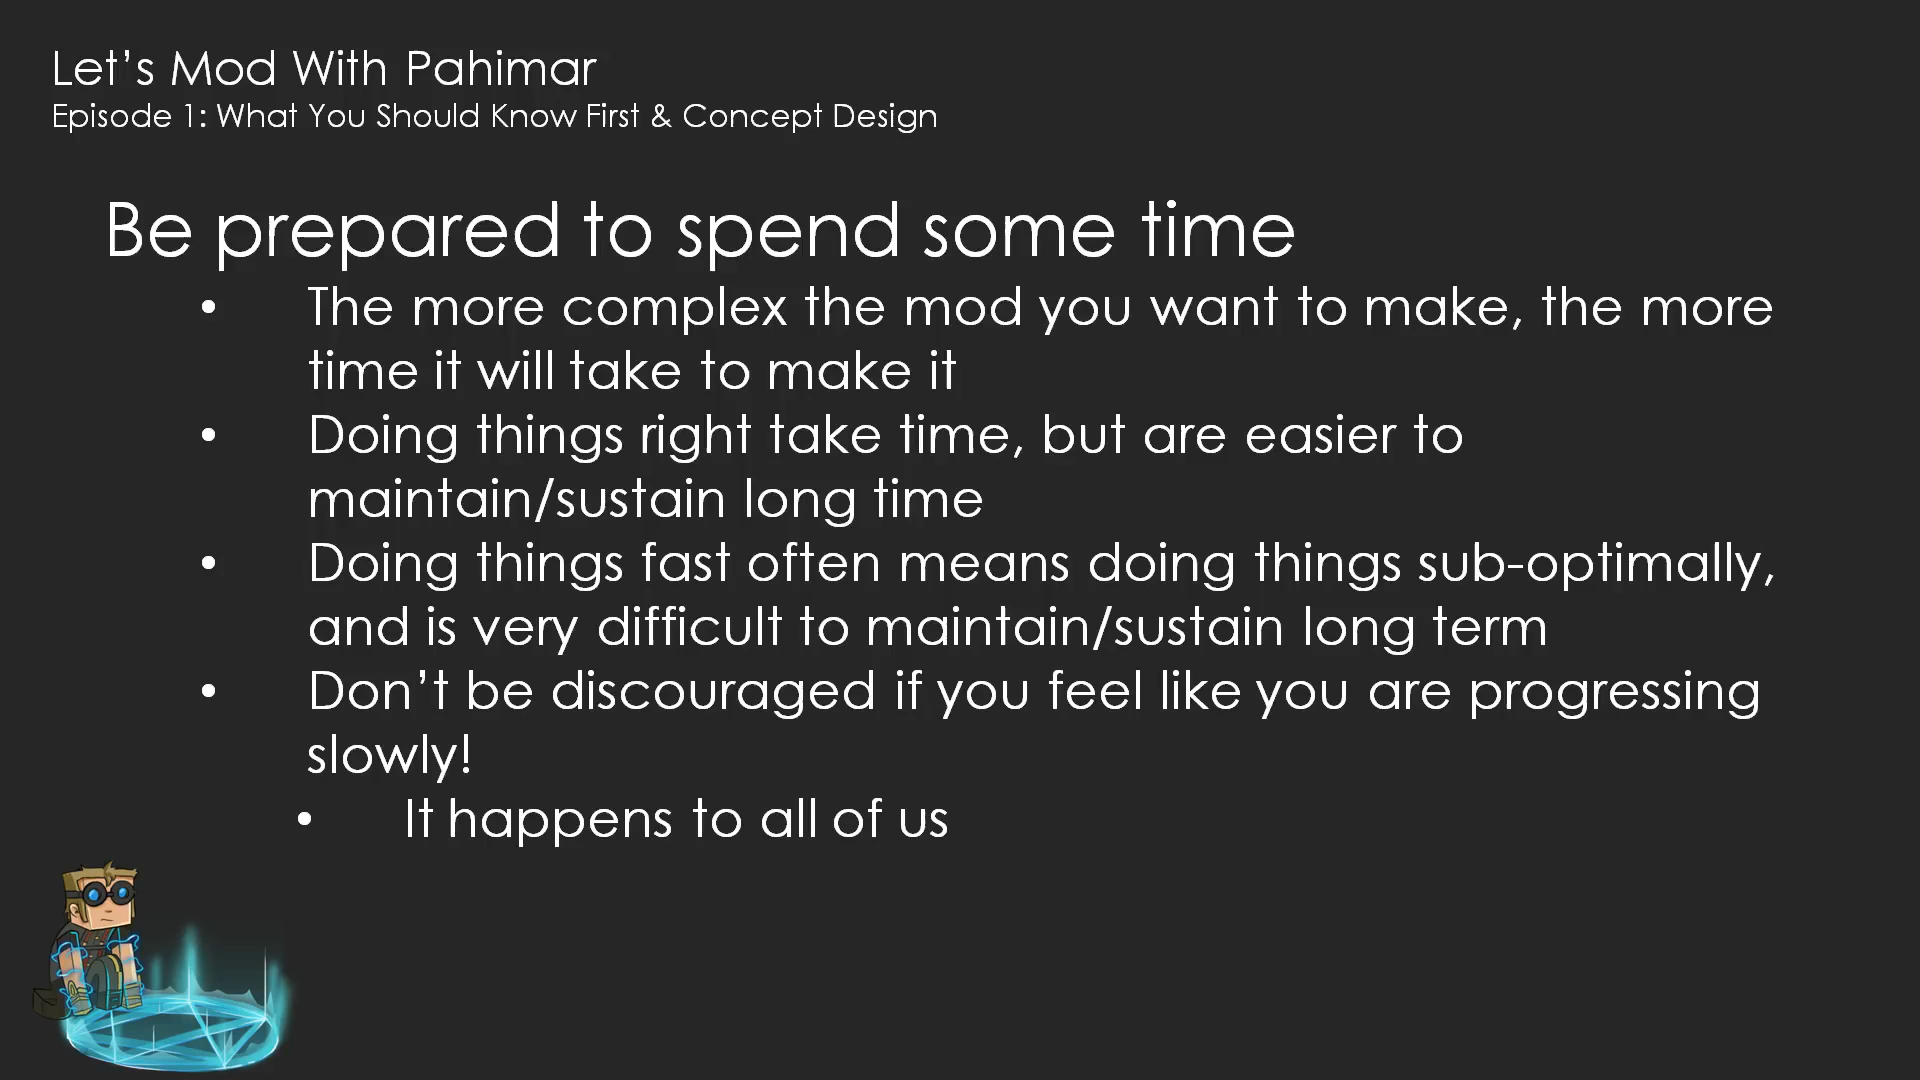 Let’s Mod With Pahimar
Episode 1: What You Should Know First & Concept Design
Be prepared to spend some time
• The more complex the mod you want to make, the more
time it will take to make it
• Doing things right take time, but are easier to
maintain/sustain long time
• Doing things fast often means doing things sub-optimally,
and is very difficult to maintain/sustain long term
• Don’t be discouraged if you feel like you are progressing
slowly!
• It happens to all of us